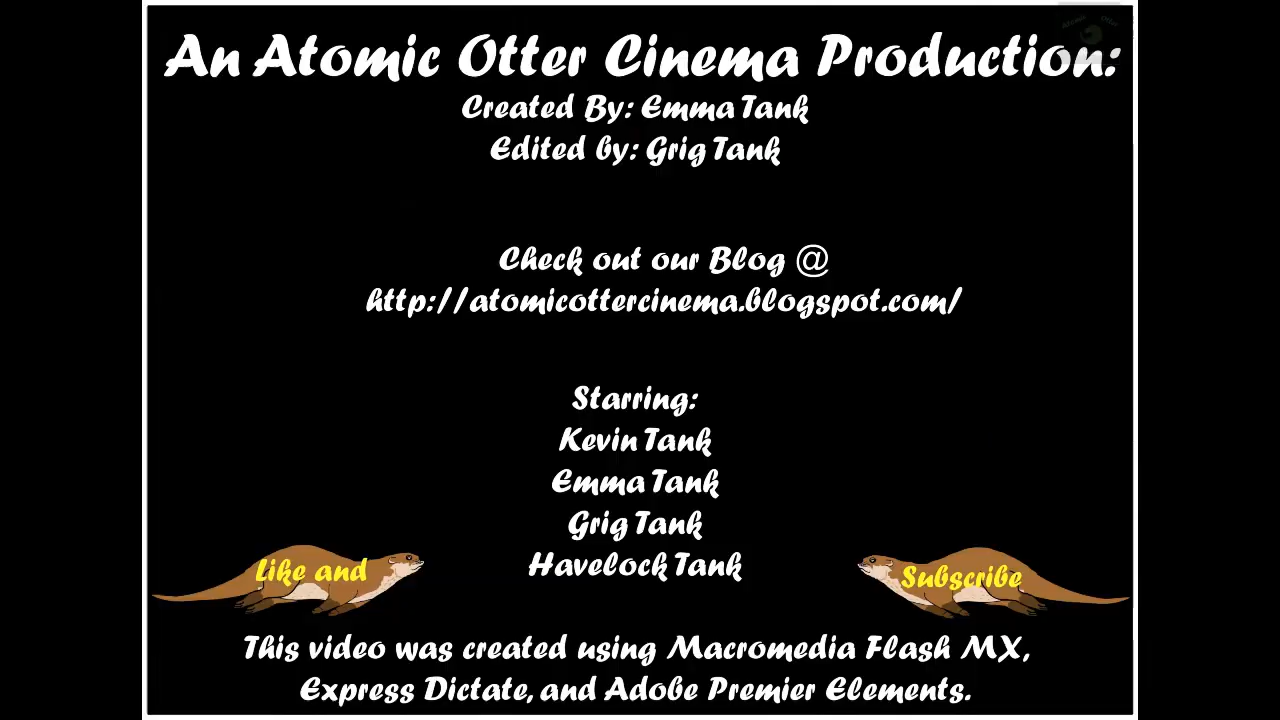 An Atomic Otter Cinema Production:
Created By: Emma Tank
Edited by: Grig Tank
Check out our Blog @
http://atomicottercinema.blogspot.com/
Starring:
Kevin Tank
Emma Tank
Grig Tank
Havelock Tank
Like and
Subscribe
This video was created using Macromedia Flash MX,
Express Dictate, and Adobe Premier Elements.
Atomic Otter